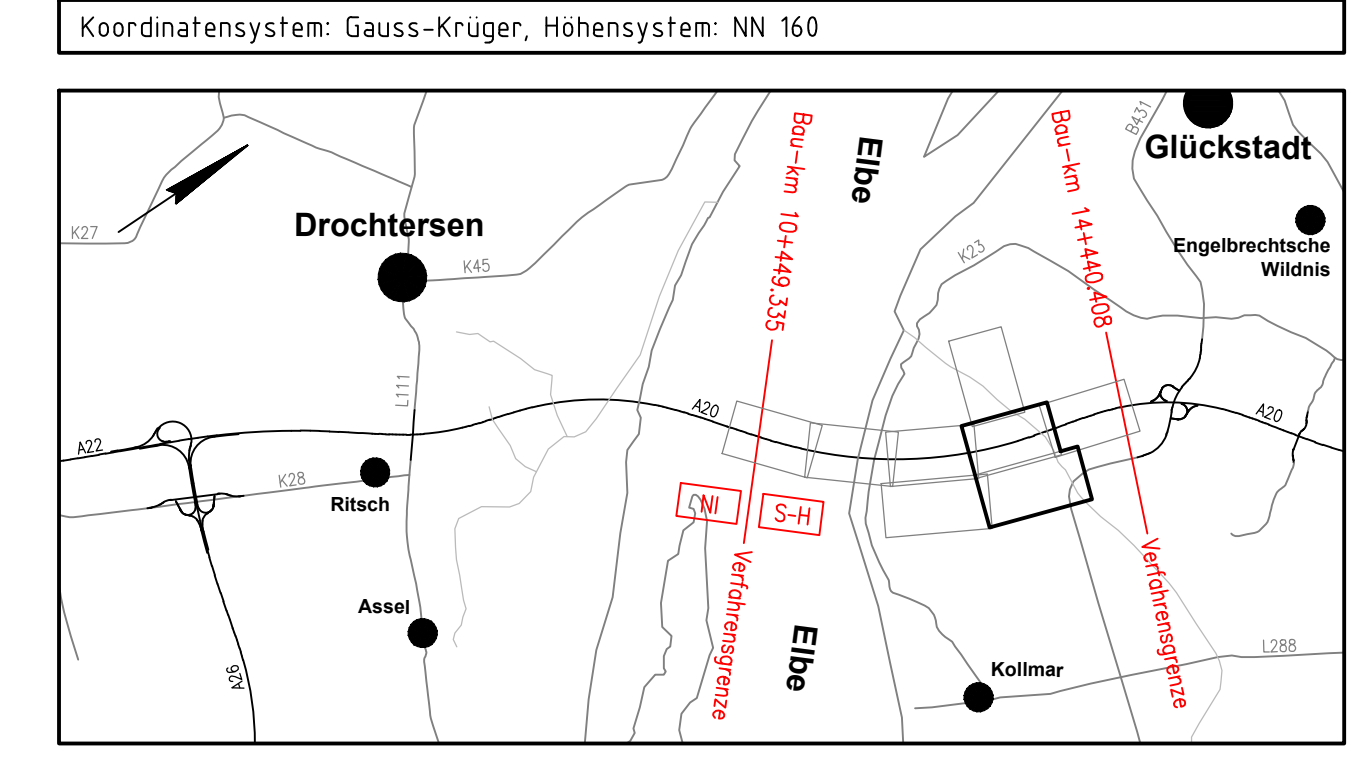 Koordinatensystem: Gauss-Krüger, Höhensystem: NN 160
B431
Glückstadt
Bau-km 10+449.335
Elbe
Bau-km 14+440.408
K27
Drochtersen
K45
K23
Engelbrechtsche
Wildnis
L111
A20
A20
A22
K28
Ritsch
NI
S-H
Verfahrensgrenze
Verfahrensgrenze
Assel
Elbe
A26
Kollmar
L288